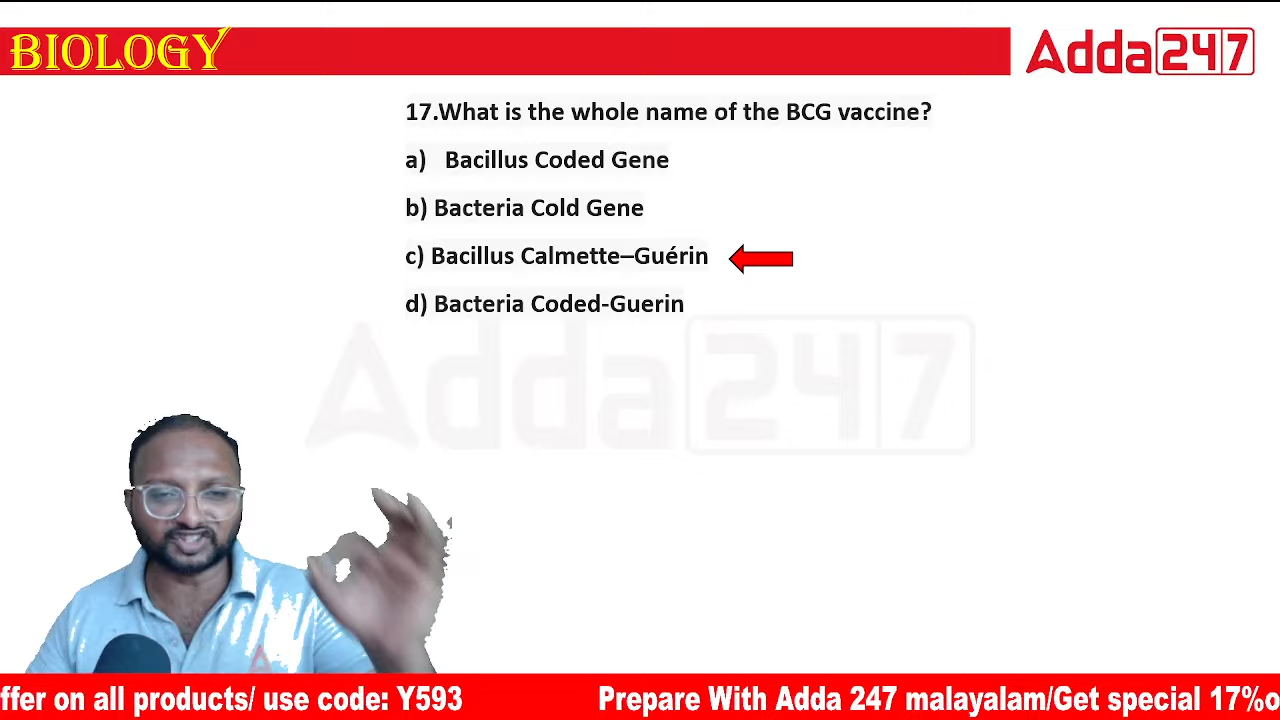 BIOLOGY
Adda247
17.What is the whole name of the BCG vaccine?
a) Bacillus Coded Gene
b) Bacteria Cold Gene
c) Bacillus Calmette–Guérin
d) Bacteria Coded-Guerin
Adda247
ffer on all products/ use code: Y593 Prepare With Adda 247 malayalam/Get special 17%o